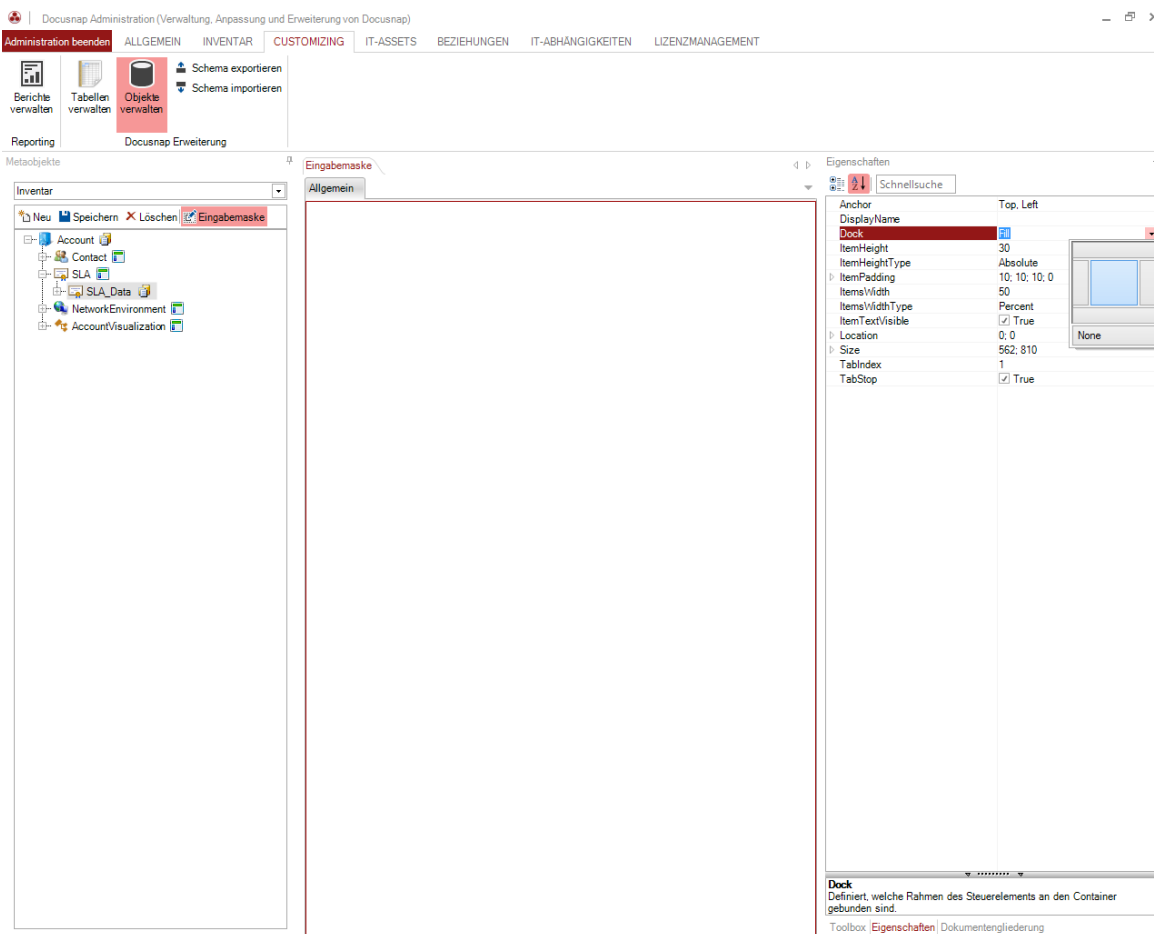 Docusnap Administration (Verwaltung, Anpassung und Erweiterung von Docusnap)
Administration beenden ALLGEMEIN INVENTAR CUSTOMIZING IT-ASSETS BEZIEHUNGEN IT-ABHÄNGIGKEITEN LIZENZMANAGEMENT
Berichte verwalten
Tabellen verwalten
Objekte verwalten
Schema exportieren
Schema importieren
Reporting
Docusnap Erweiterung
Metaobjekte
Inventar
Neu Speichern Löschen Eingabemaske
Account
Contact
SLA
SLA_Data
NetworkEnvironment
AccountVisualization
Eingabemaske
Allgemein
Eigenschaften
Schnellsuche
Anchor Top, Left
DisplayName
Dock Fill
ItemHeight 30
ItemHeightType Absolute
ItemPadding 10; 10; 10; 0
ItemsWidth 50
ItemsWidthType Percent
ItemTextVisible True
Location 0; 0
Size 562; 810
TabIndex 1
TabStop True
None
Dock
Definiert, welche Rahmen des Steuerelements an den Container
gebunden sind.
Toolbox Eigenschaften Dokumentengliederung